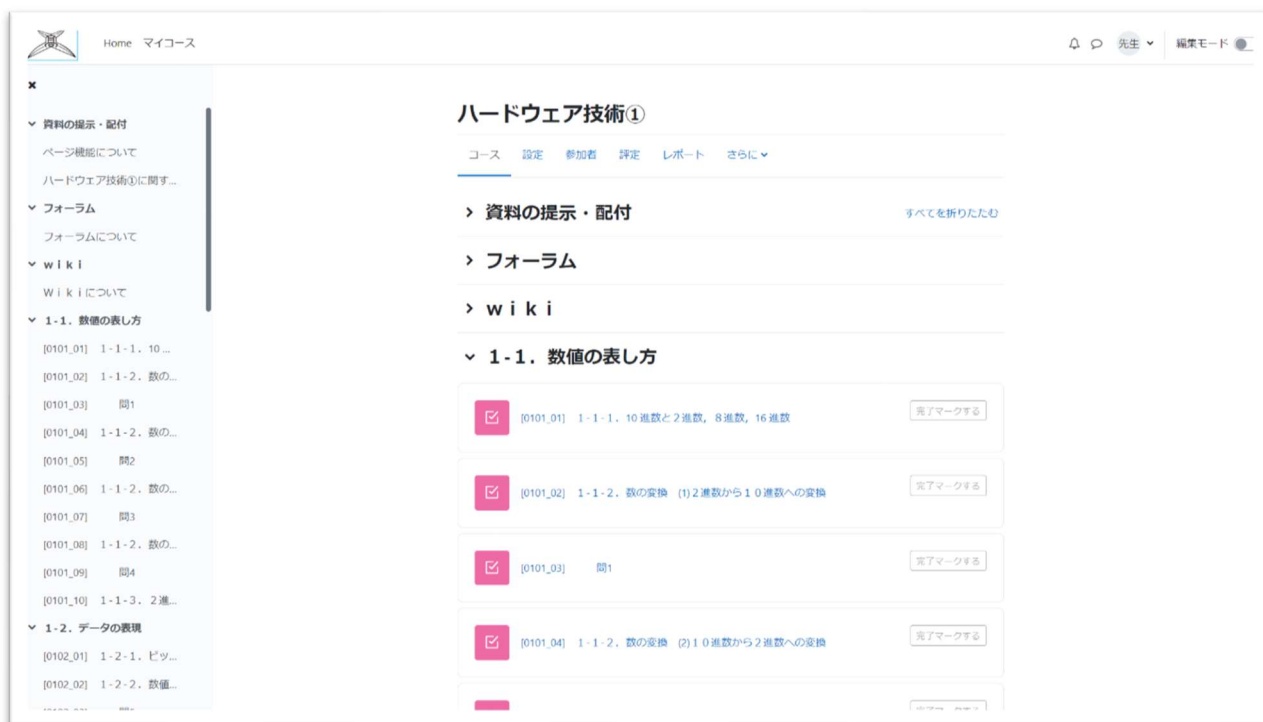 Home マイコース 先生 編集モード
資料の提示・配付
ページ機能について
ハードウェア技術①に関す...
フォーラム
フォーラムについて
ｗｉｋｉ
Ｗｉｋｉについて
1-1．数値の表し方
[0101_01] 1-1-1．10 ...
[0101_02] 1-1-2．数の...
[0101_03] 問1
[0101_04] 1-1-2．数の...
[0101_05] 問2
[0101_06] 1-1-2．数の...
[0101_07] 問3
[0101_08] 1-1-2．数の...
[0101_09] 問4
[0101_10] 1-1-3．２進...
1-2．データの表現
[0102_01] 1-2-1．ビッ...
[0102_02] 1-2-2．数値...
ハードウェア技術①
コース 設定 参加者 評定 レポート さらに
資料の提示・配付 すべてを折りたたむ
フォーラム
ｗｉｋｉ
1-1．数値の表し方
[0101_01] 1-1-1．10進数と２進数，８進数，16進数 完了マークする
[0101_02] 1-1-2．数の変換 (1)２進数から１０進数への変換 完了マークする
[0101_03] 問1 完了マークする
[0101_04] 1-1-2．数の変換 (2)１０進数から２進数への変換 完了マークする